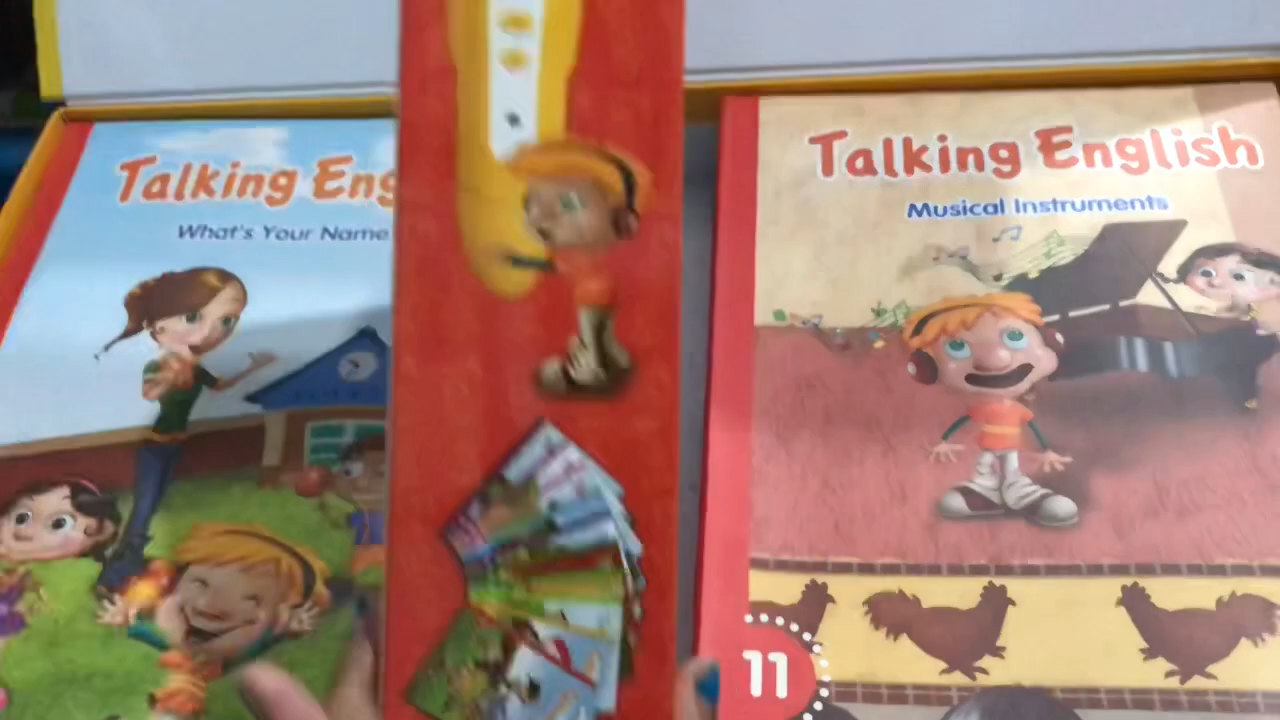 Talking Eng
What's Your Name
Talking English
Musical Instruments
11